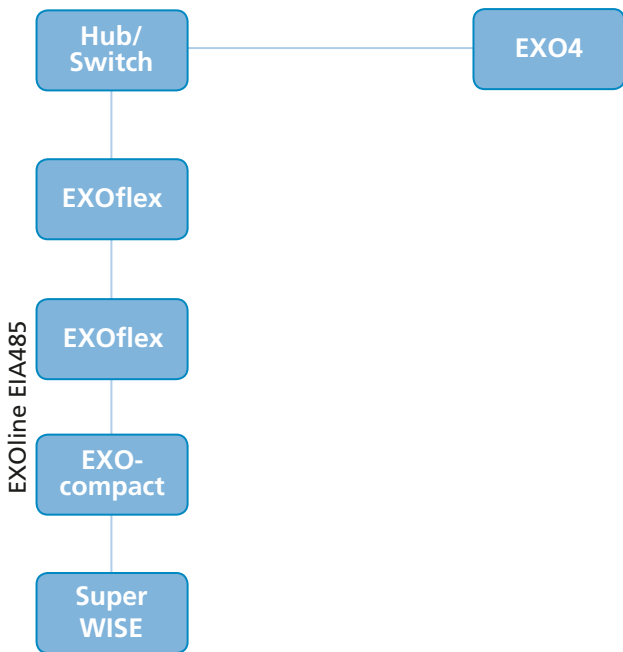 Hub/
Switch
EXO4
EXOflex
EXOflex
EXOline EIA485
EXO-
compact
Super
WISE